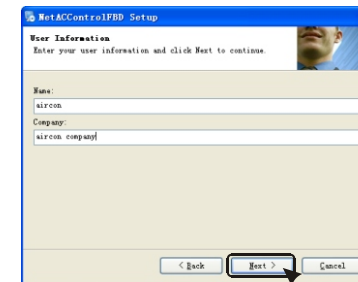 NetACControlFBD Setup
User Information
Enter your user information and click Next to continue.
Name:
aircon
Company:
aircon company
< Back Next > Cancel